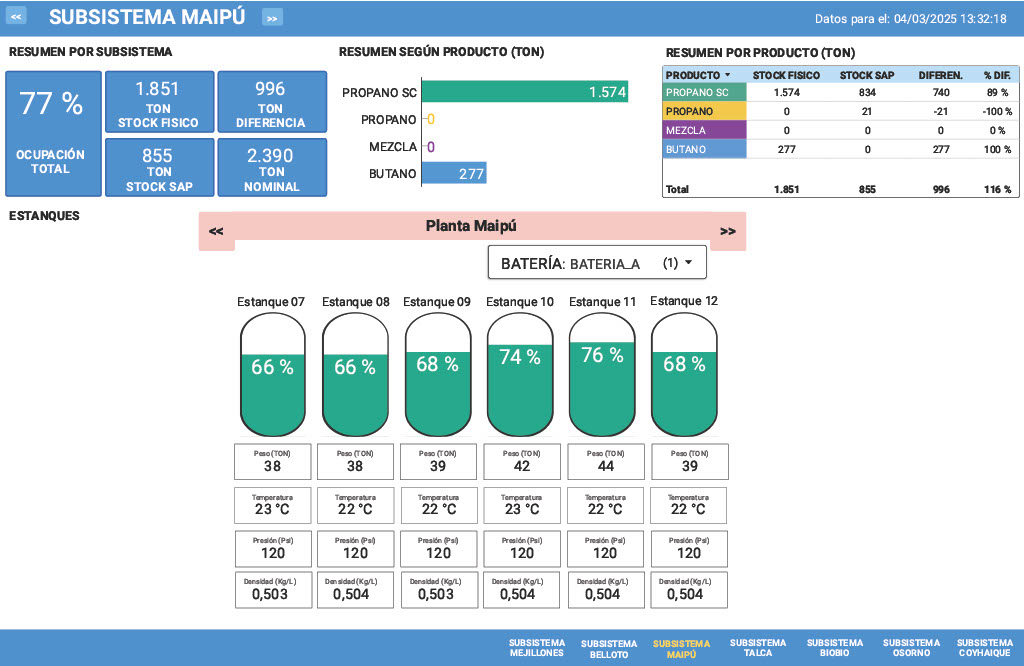 << SUBSISTEMA MAIPÚ >>
Datos para el: 04/03/2025 13:32:18
RESUMEN POR SUBSISTEMA
77 %
OCUPACIÓN
TOTAL
1.851
TON
STOCK FISICO
996
TON
DIFERENCIA
855
TON
STOCK SAP
2.390
TON
NOMINAL
RESUMEN SEGÚN PRODUCTO (TON)
PROPANO SC 1.574
PROPANO 0
MEZCLA 0
BUTANO 277
RESUMEN POR PRODUCTO (TON)
PRODUCTO STOCK FISICO STOCK SAP DIFEREN. % DIF.
PROPANO SC 1.574 834 740 89 %
PROPANO 0 21 -21 -100 %
MEZCLA 0 0 0 0 %
BUTANO 277 0 277 100 %
Total 1.851 855 996 116 %
ESTANQUES
<< Planta Maipú >>
BATERÍA: BATERIA_A (1)
Estanque 07 Estanque 08 Estanque 09 Estanque 10 Estanque 11 Estanque 12
66 % 66 % 68 % 74 % 76 % 68 %
Peso (TON) Peso (TON) Peso (TON) Peso (TON) Peso (TON) Peso (TON)
38 38 39 42 44 39
Temperatura Temperatura Temperatura Temperatura Temperatura Temperatura
23 °C 22 °C 22 °C 23 °C 22 °C 22 °C
Presión (Psi) Presión (Psi) Presión (Psi) Presión (Psi) Presión (Psi) Presión (Psi)
120 120 120 120 120 120
Densidad (Kg/L) Densidad (Kg/L) Densidad (Kg/L) Densidad (Kg/L) Densidad (Kg/L) Densidad (Kg/L)
0,503 0,504 0,503 0,504 0,504 0,504
SUBSISTEMA SUBSISTEMA SUBSISTEMA SUBSISTEMA SUBSISTEMA SUBSISTEMA SUBSISTEMA
MEJILLONES BELLOTO MAIPÚ TALCA BIOBIO OSORNO COYHAIQUE